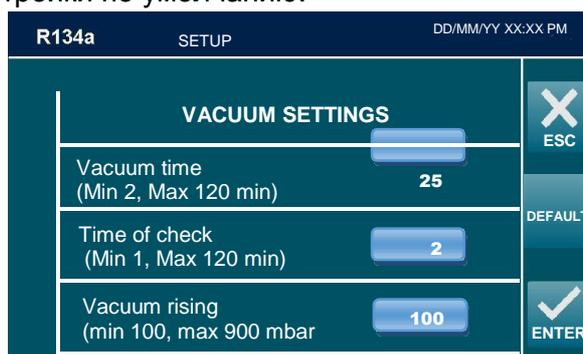 R134a SETUP DD/MM/YY XX:XX PM
VACUUM SETTINGS
ESC
Vacuum time
(Min 2, Max 120 min)
25
DEFAULT
Time of check
(Min 1, Max 120 min)
2
Vacuum rising
(min 100, max 900 mbar
100
ENTER